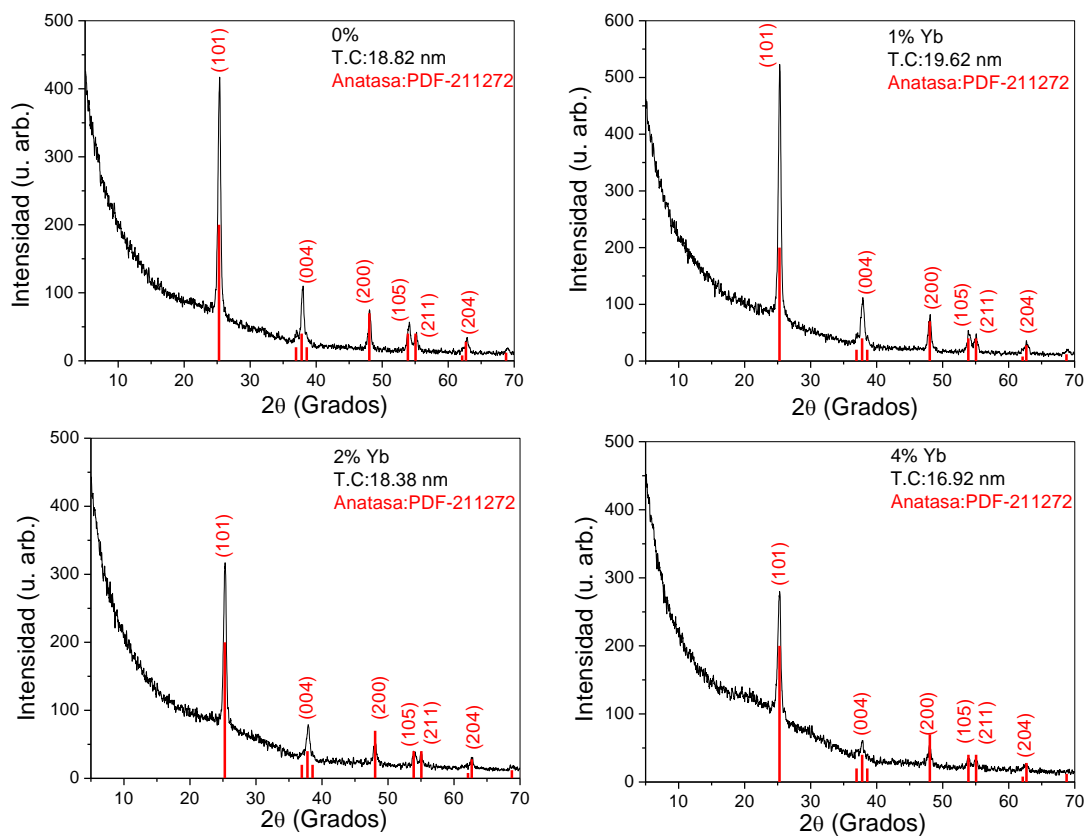 0%
T.C:18.82 nm
Anatasa:PDF-211272
(101)
(004)
(200)
(105)
(211)
(204)
500
400
300
200
100
0
10 20 30 40 50 60 70
Intensidad (u. arb.)
2θ (Grados)
1% Yb
T.C:19.62 nm
Anatasa:PDF-211272
(101)
(004)
(200)
(105)
(211)
(204)
600
500
400
300
200
100
0
10 20 30 40 50 60 70
Intensidad (u. arb.)
2θ (Grados)
2% Yb
T.C:18.38 nm
Anatasa:PDF-211272
(101)
(004)
(200)
(105)
(211)
(204)
500
400
300
200
100
0
10 20 30 40 50 60 70
Intensidad (u. arb.)
2θ (Grados)
4% Yb
T.C:16.92 nm
Anatasa:PDF-211272
(101)
(004)
(200)
(105)
(211)
(204)
500
400
300
200
100
0
10 20 30 40 50 60 70
Intensidad (u. arb.)
2θ (Grados)